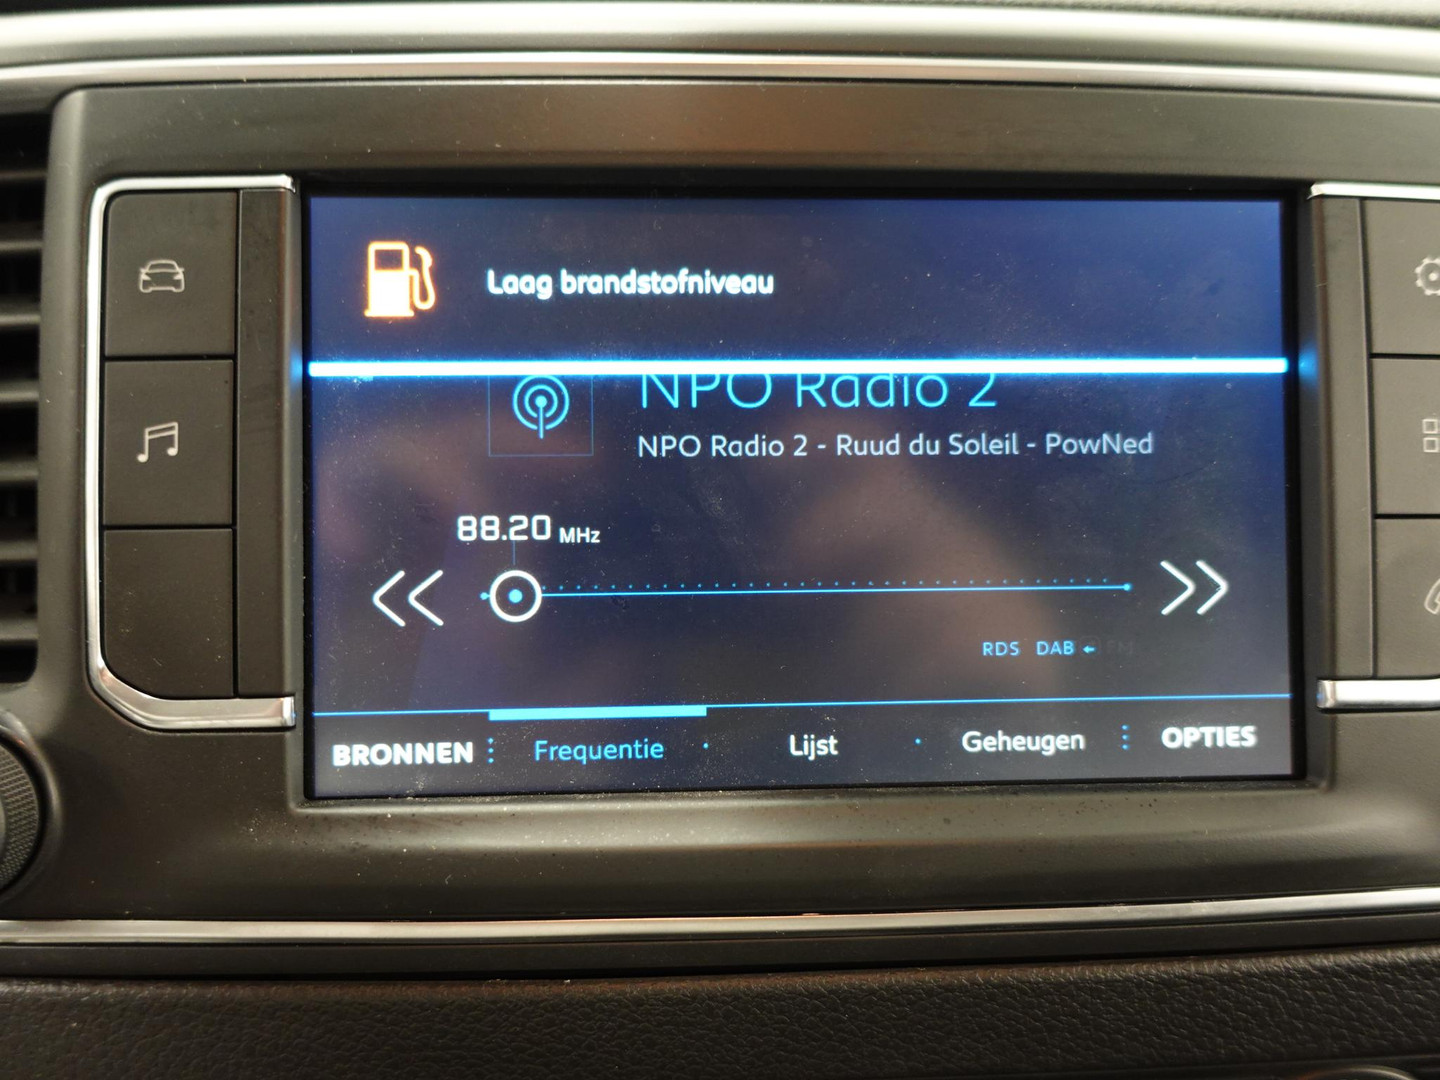 Laag brandstofniveau
NPO Radio 2
NPO Radio 2 - Ruud du Soleil - PowNed
88.20 MHz
RDS DAB FM
BRONNEN Frequentie Lijst Geheugen OPTIES